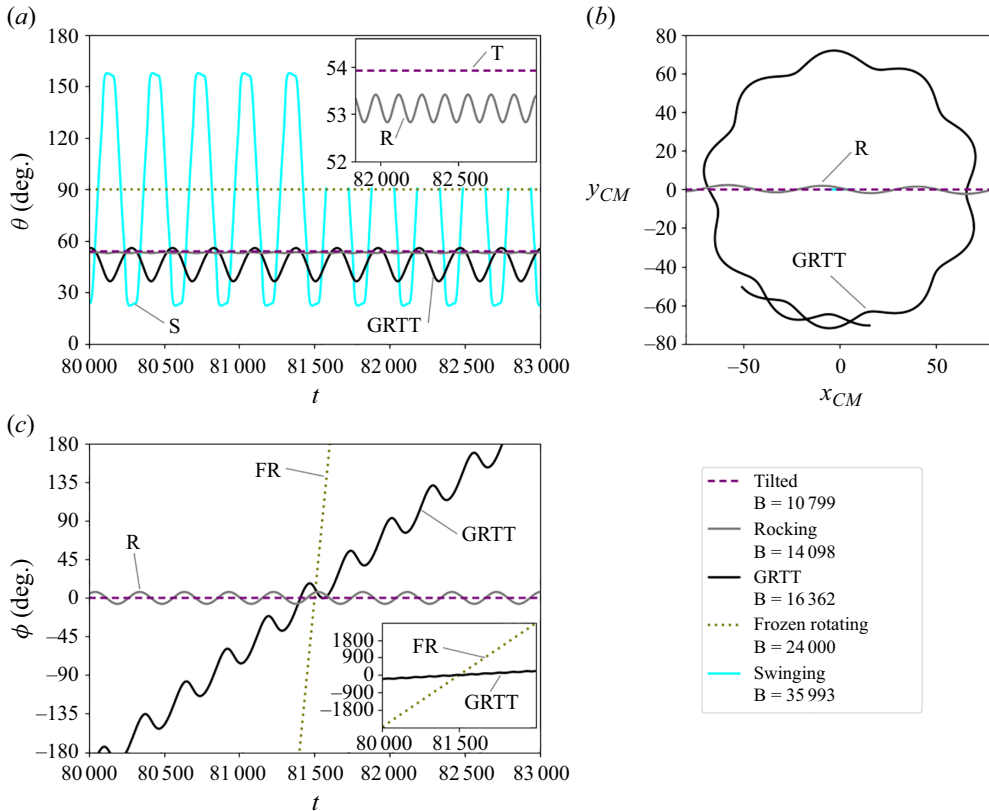 (a)
180
150
120
90
60
30
0
θ (deg.)
80 000 80 500 81 000 81 500 82 000 82 500 83 000
t
S
GRTT
54
53
52
82 000 82 500
T
R
(b)
80
60
40
20
0
−20
−40
−60
−80
y_CM
−50 0 50
x_CM
R
GRTT
(c)
180
135
90
45
0
−45
−90
−135
−180
ϕ (deg.)
80 000 80 500 81 000 81 500 82 000 82 500 83 000
t
FR
R
GRTT
1800
900
0
−900
−1800
80 000 81 500
FR
GRTT
Tilted
B = 10 799
Rocking
B = 14 098
GRTT
B = 16 362
Frozen rotating
B = 24 000
Swinging
B = 35 993